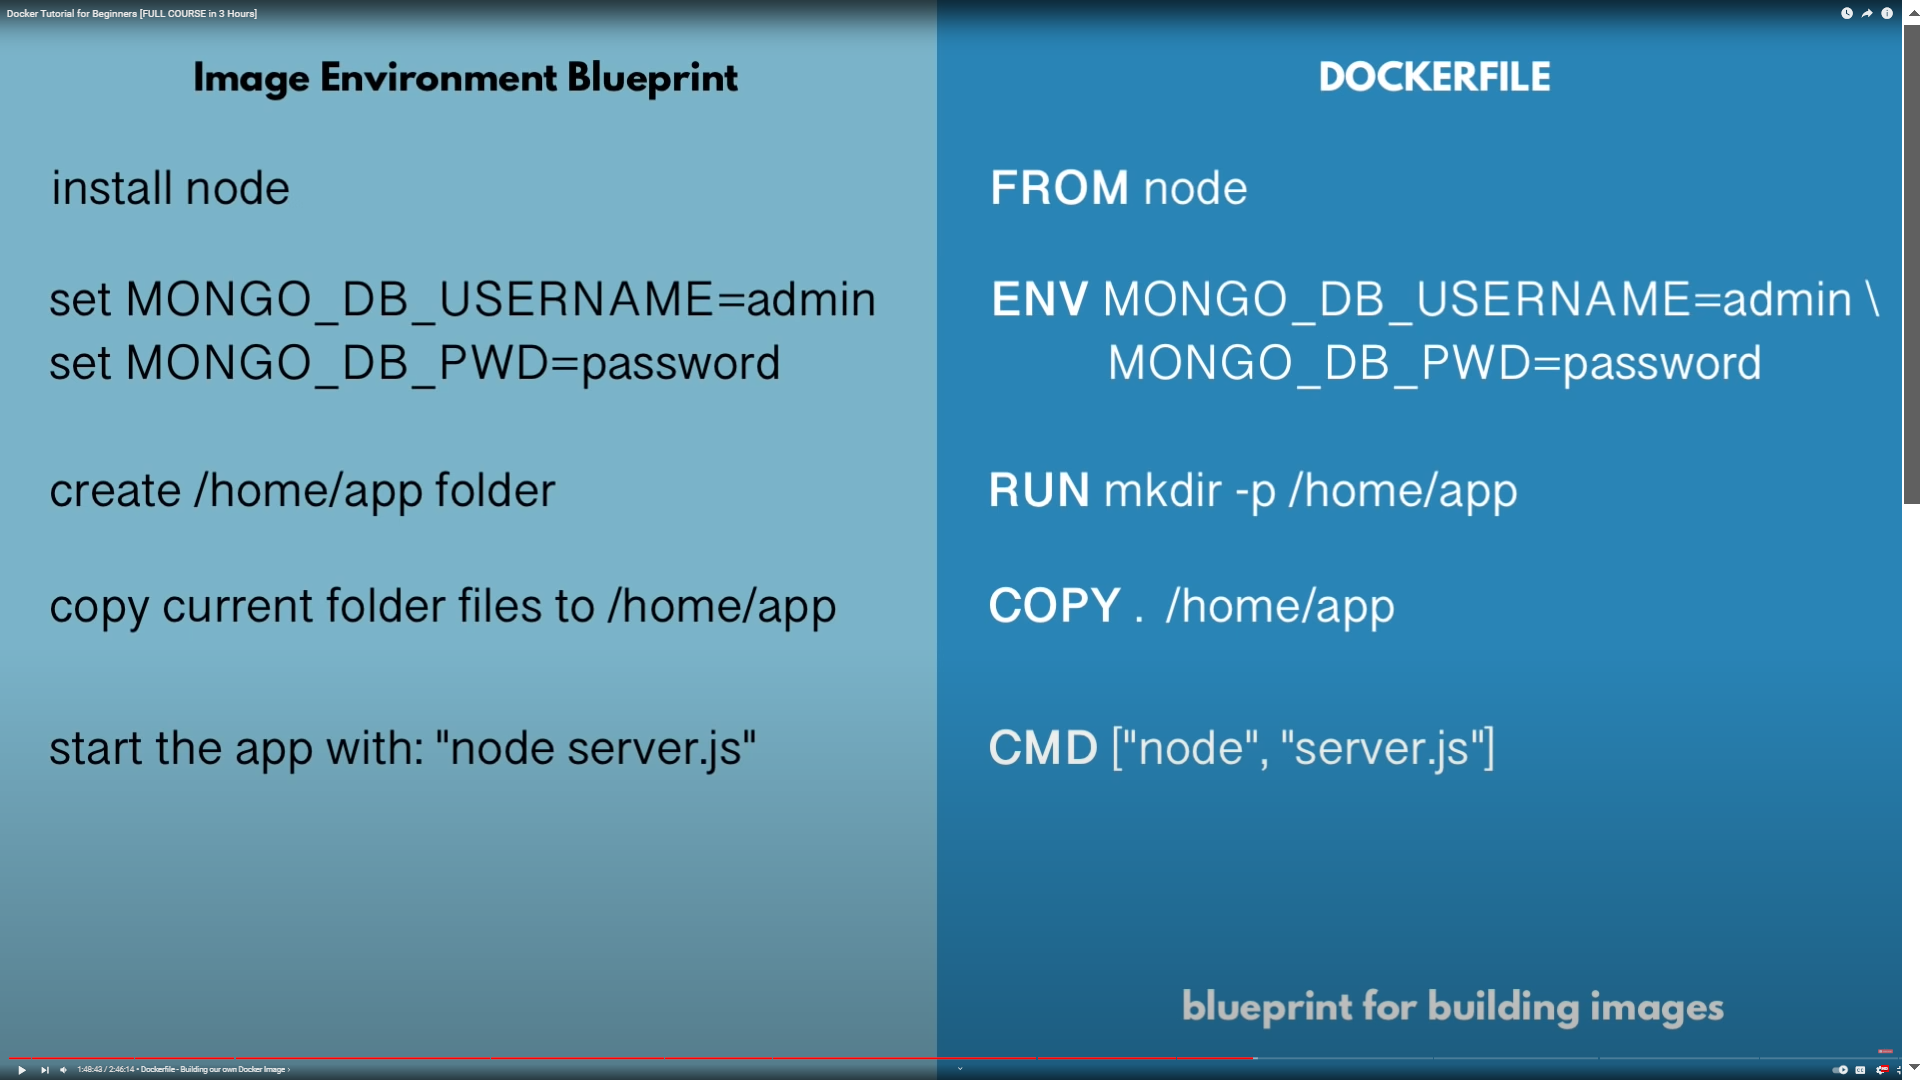 Docker Tutorial for Beginners [FULL COURSE in 3 Hours]
Image Environment Blueprint
install node
set MONGO_DB_USERNAME=admin
set MONGO_DB_PWD=password
create /home/app folder
copy current folder files to /home/app
start the app with: "node server.js"
DOCKERFILE
FROM node
ENV MONGO_DB_USERNAME=admin \
MONGO_DB_PWD=password
RUN mkdir -p /home/app
COPY . /home/app
CMD ["node", "server.js"]
blueprint for building images
1:48:43 / 2:46:14 • Dockerfile - Building our own Docker Image ›